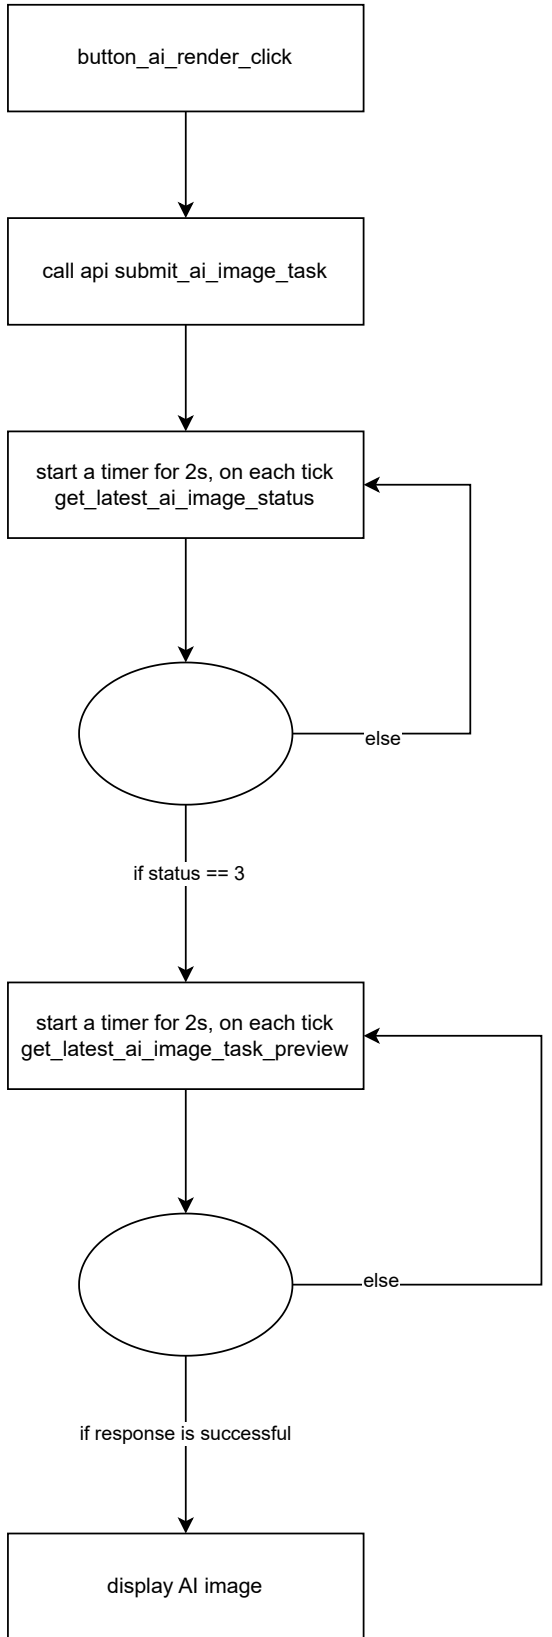 button_ai_render_click
call api submit_ai_image_task
start a timer for 2s, on each tick
get_latest_ai_image_status
else
if status == 3
start a timer for 2s, on each tick
get_latest_ai_image_task_preview
else
if response is successful
display AI image